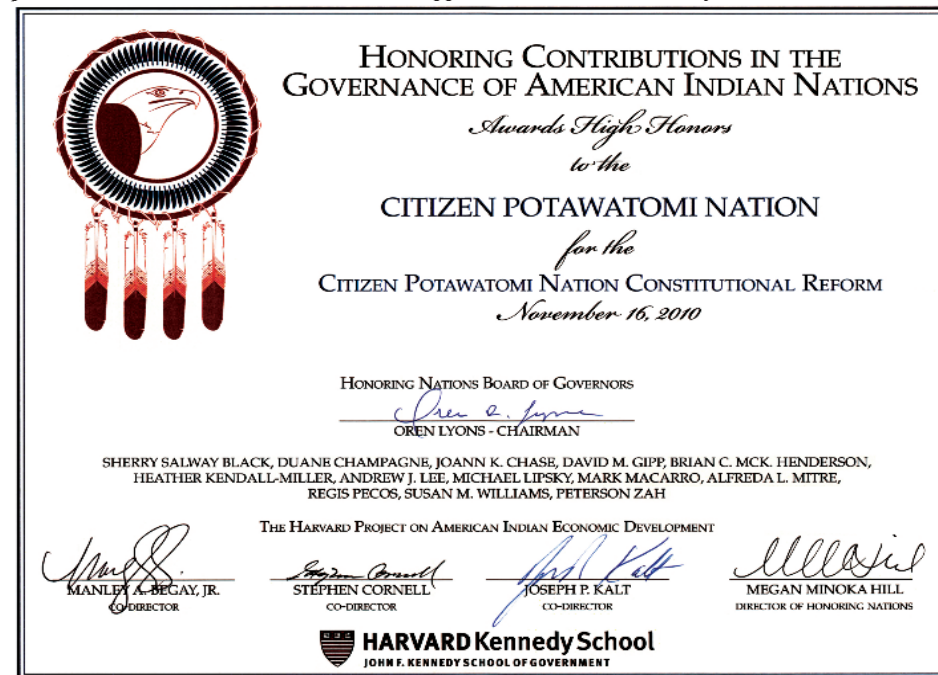 HONORING CONTRIBUTIONS IN THE
GOVERNANCE OF AMERICAN INDIAN NATIONS
Awards High Honors
to the
CITIZEN POTAWATOMI NATION
for the
CITIZEN POTAWATOMI NATION CONSTITUTIONAL REFORM
November 16, 2010
HONORING NATIONS BOARD OF GOVERNORS
OREN LYONS - CHAIRMAN
SHERRY SALWAY BLACK, DUANE CHAMPAGNE, JOANN K. CHASE, DAVID M. GIPP, BRIAN C. MCK. HENDERSON,
HEATHER KENDALL-MILLER, ANDREW J. LEE, MICHAEL LIPSKY, MARK MACARRO, ALFREDA L. MITRE,
REGIS PECOS, SUSAN M. WILLIAMS, PETERSON ZAH
THE HARVARD PROJECT ON AMERICAN INDIAN ECONOMIC DEVELOPMENT
MANLEY A. BEGAY, JR.
CO-DIRECTOR
STEPHEN CORNELL
CO-DIRECTOR
JOSEPH P. KALT
CO-DIRECTOR
MEGAN MINOKA HILL
DIRECTOR OF HONORING NATIONS
HARVARD Kennedy School
JOHN F. KENNEDY SCHOOL OF GOVERNMENT